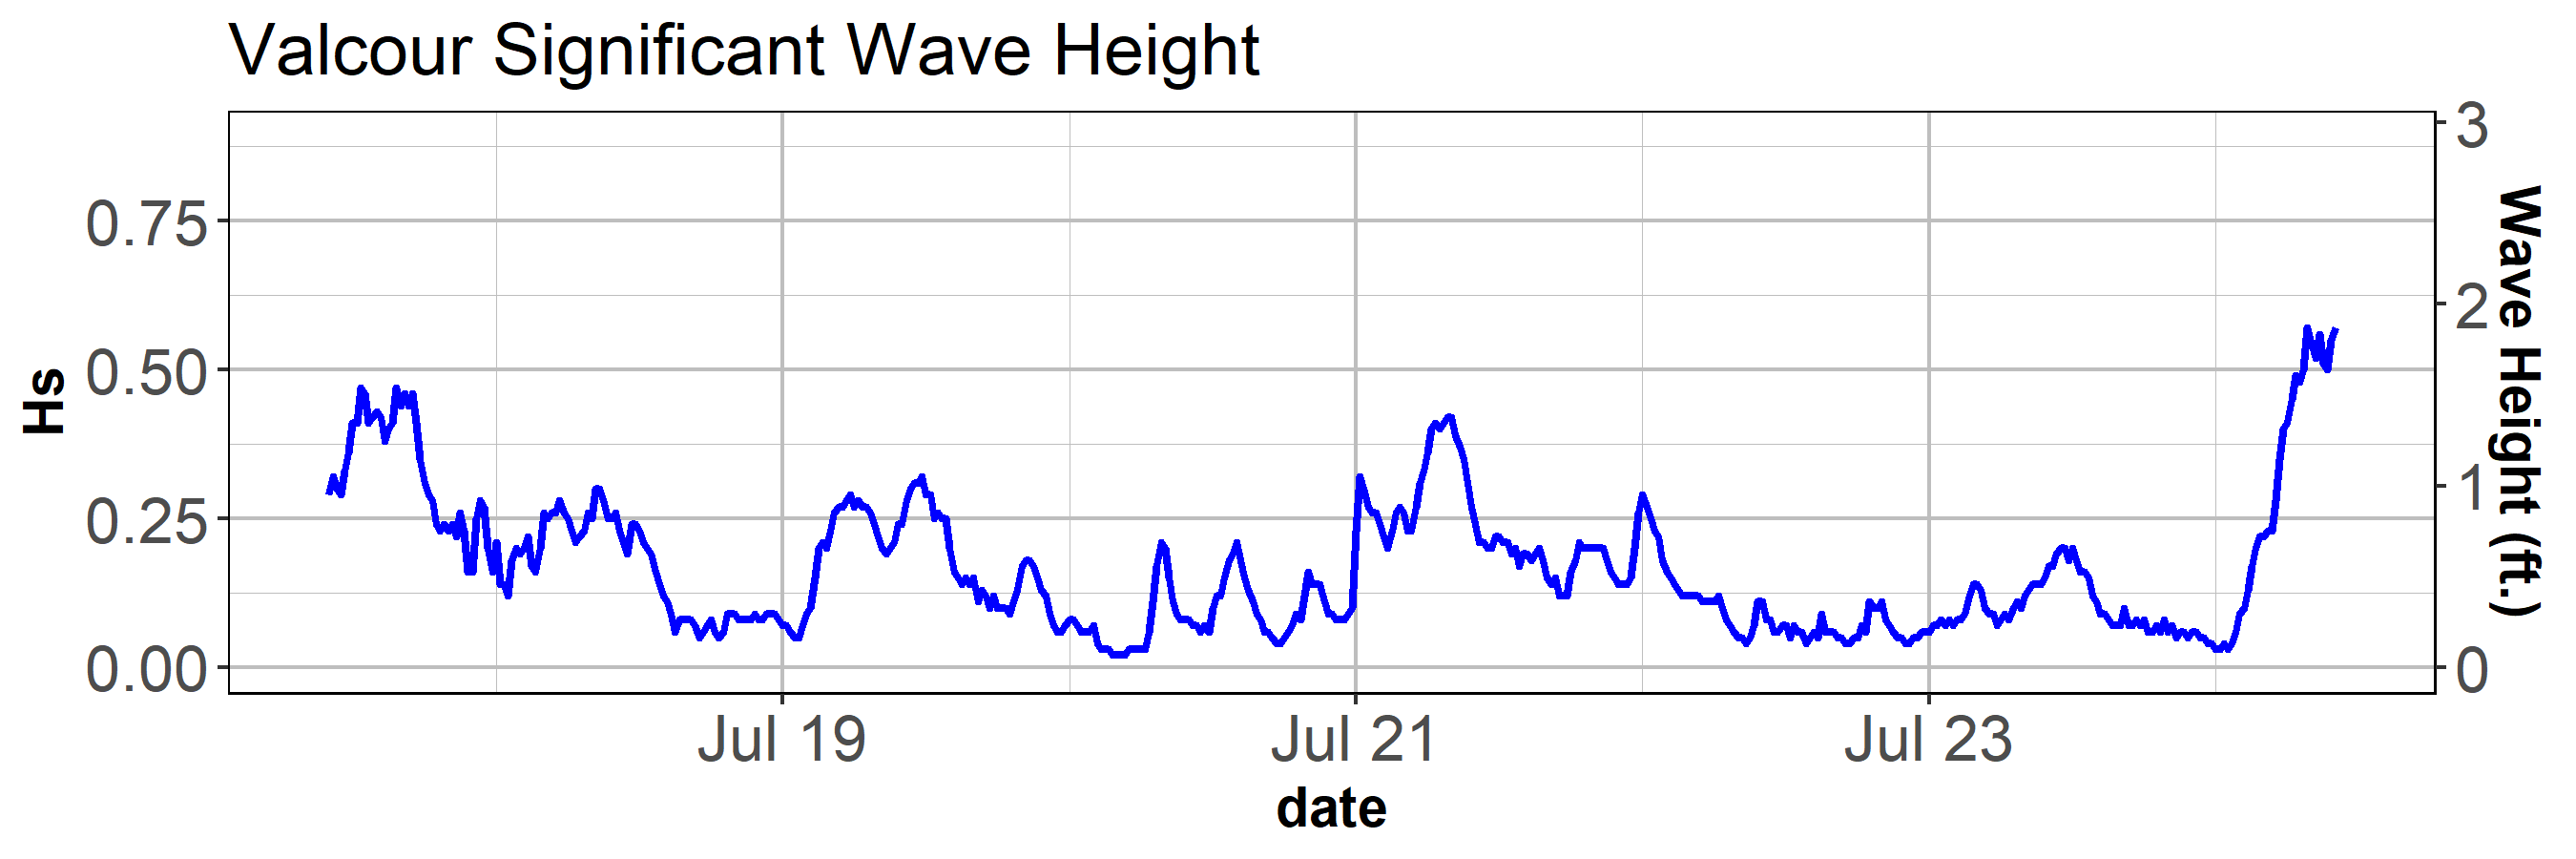 Valcour Significant Wave Height
Hs
0.75
0.50
0.25
0.00
3
2
1
0
Wave Height (ft.)
Jul 19 Jul 21 Jul 23
date